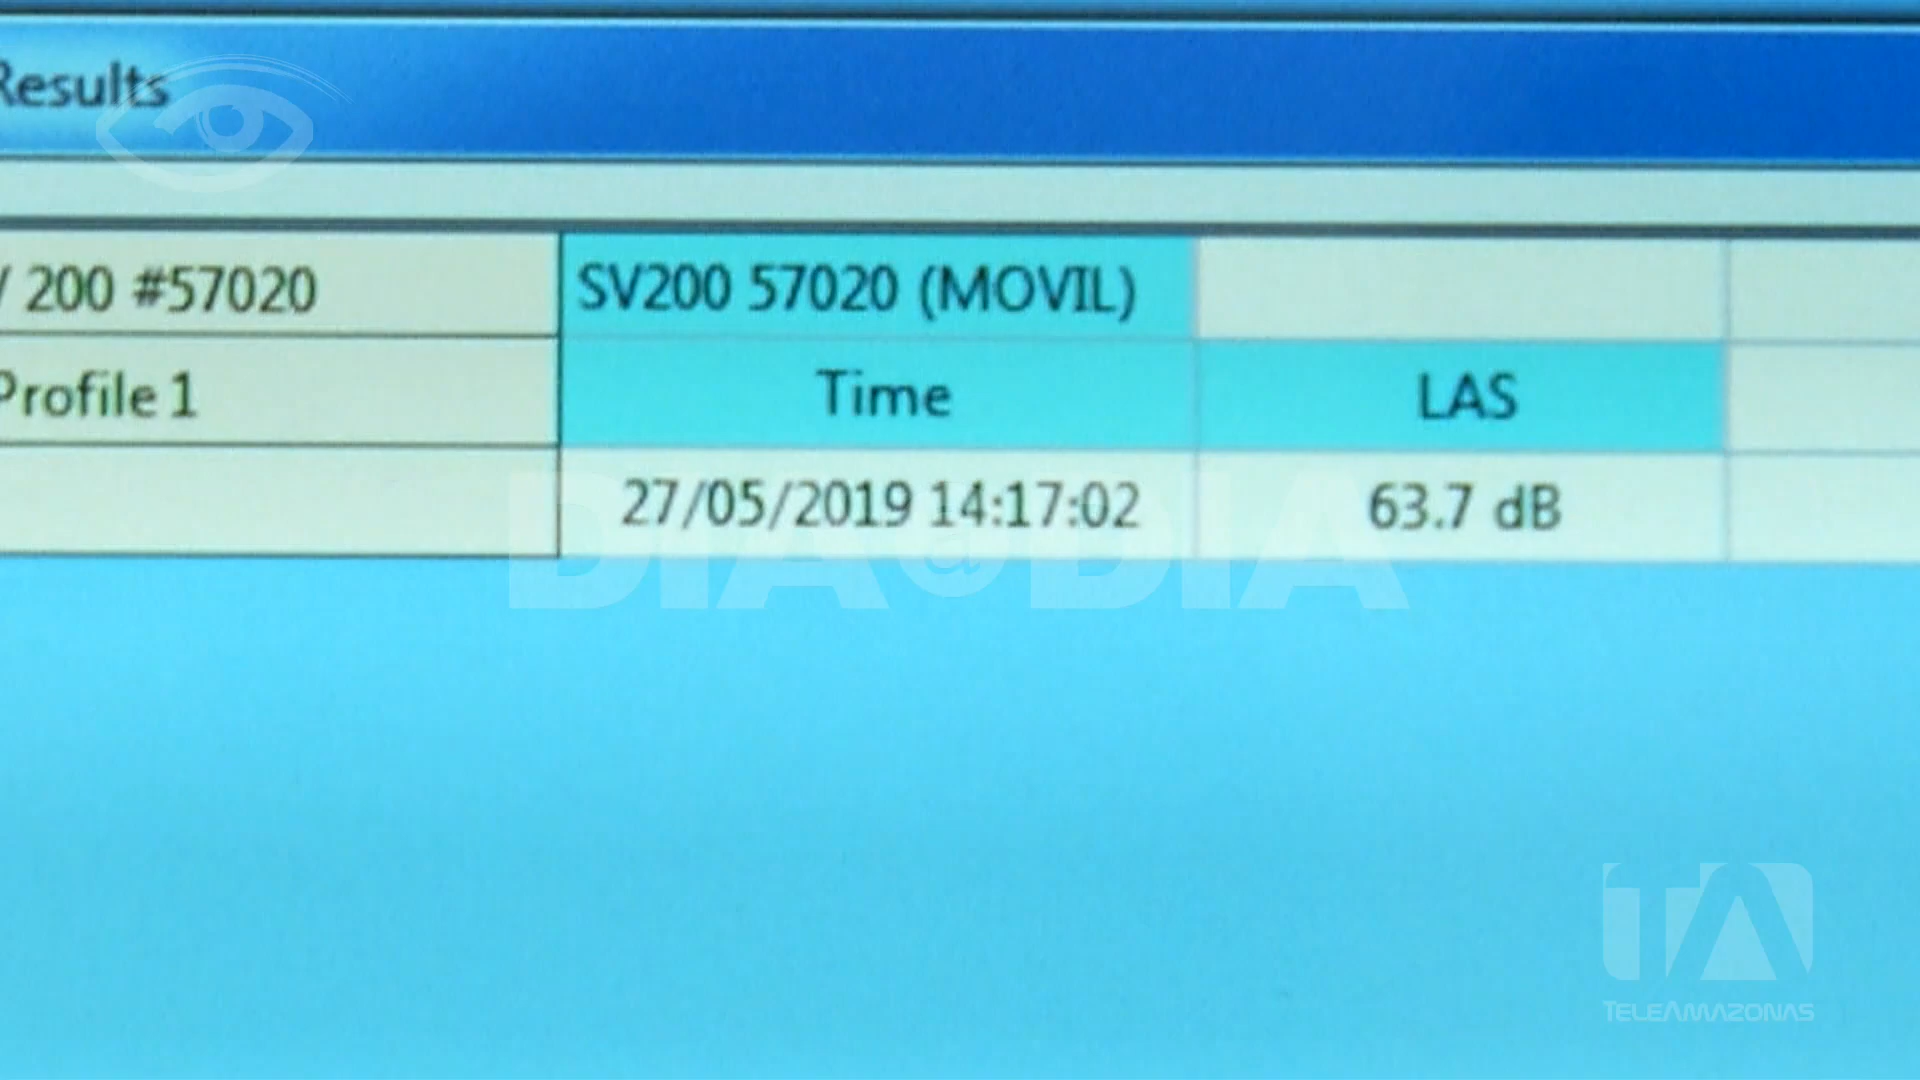 Results
/ 200 #57020 SV200 57020 (MOVIL)
Profile 1 Time LAS
27/05/2019 14:17:02 63.7 dB
DIA@DIA
TELEAMAZONAS